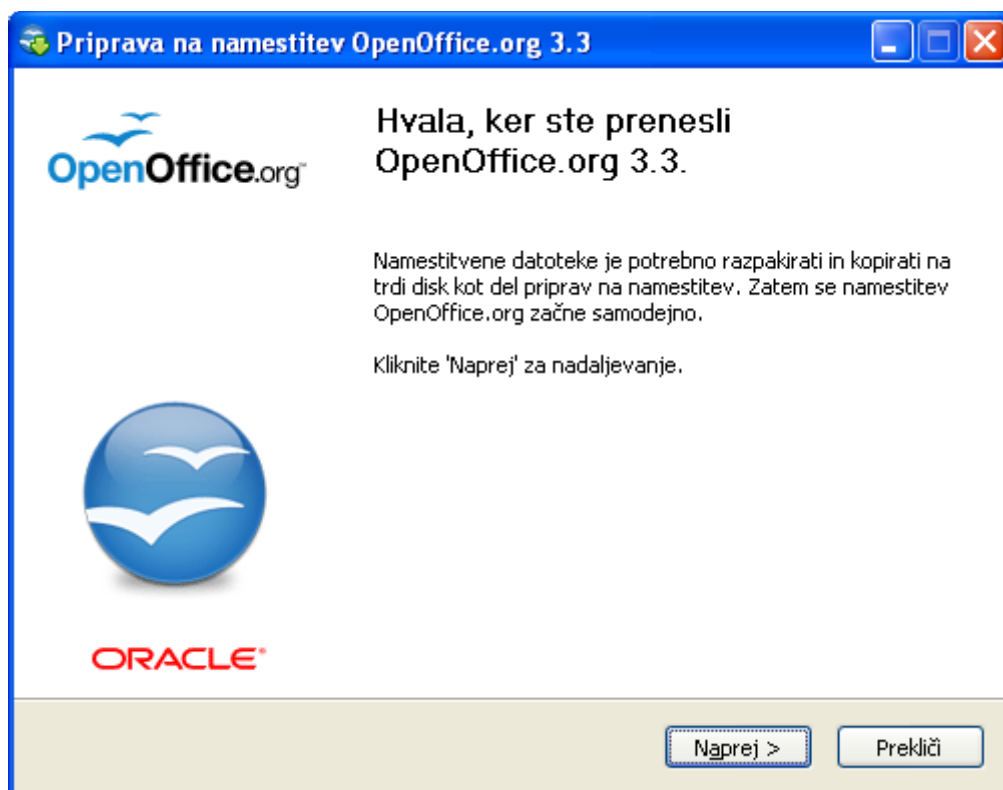 Priprava na namestitev OpenOffice.org 3.3
OpenOffice.org™
Hvala, ker ste prenesli
OpenOffice.org 3.3.
Namestitvene datoteke je potrebno razpakirati in kopirati na
trdi disk kot del priprav na namestitev. Zatem se namestitev
OpenOffice.org začne samodejno.
Kliknite 'Naprej' za nadaljevanje.
ORACLE®
Naprej >
Prekliči